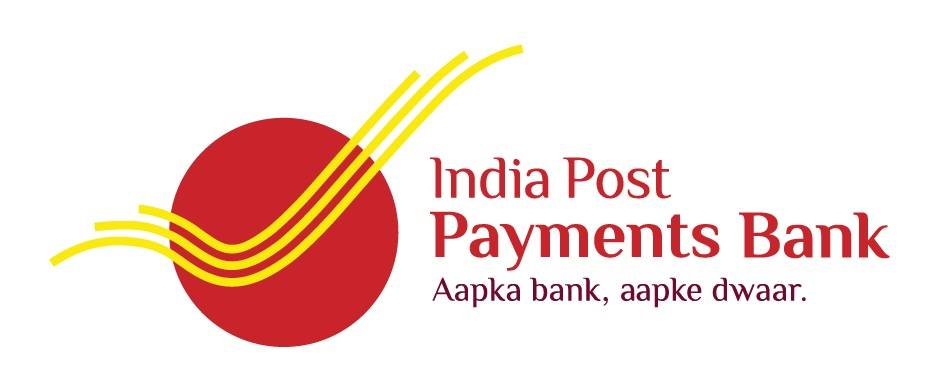 India Post
Payments Bank
Aapka bank, aapke dwaar.